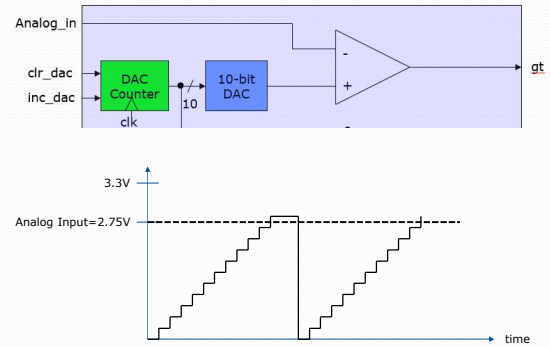 Analog_in
clr_dac
inc_dac
DAC
Counter
clk
10
10-bit
DAC
-
+
gt
3.3V
Analog Input=2.75V
time